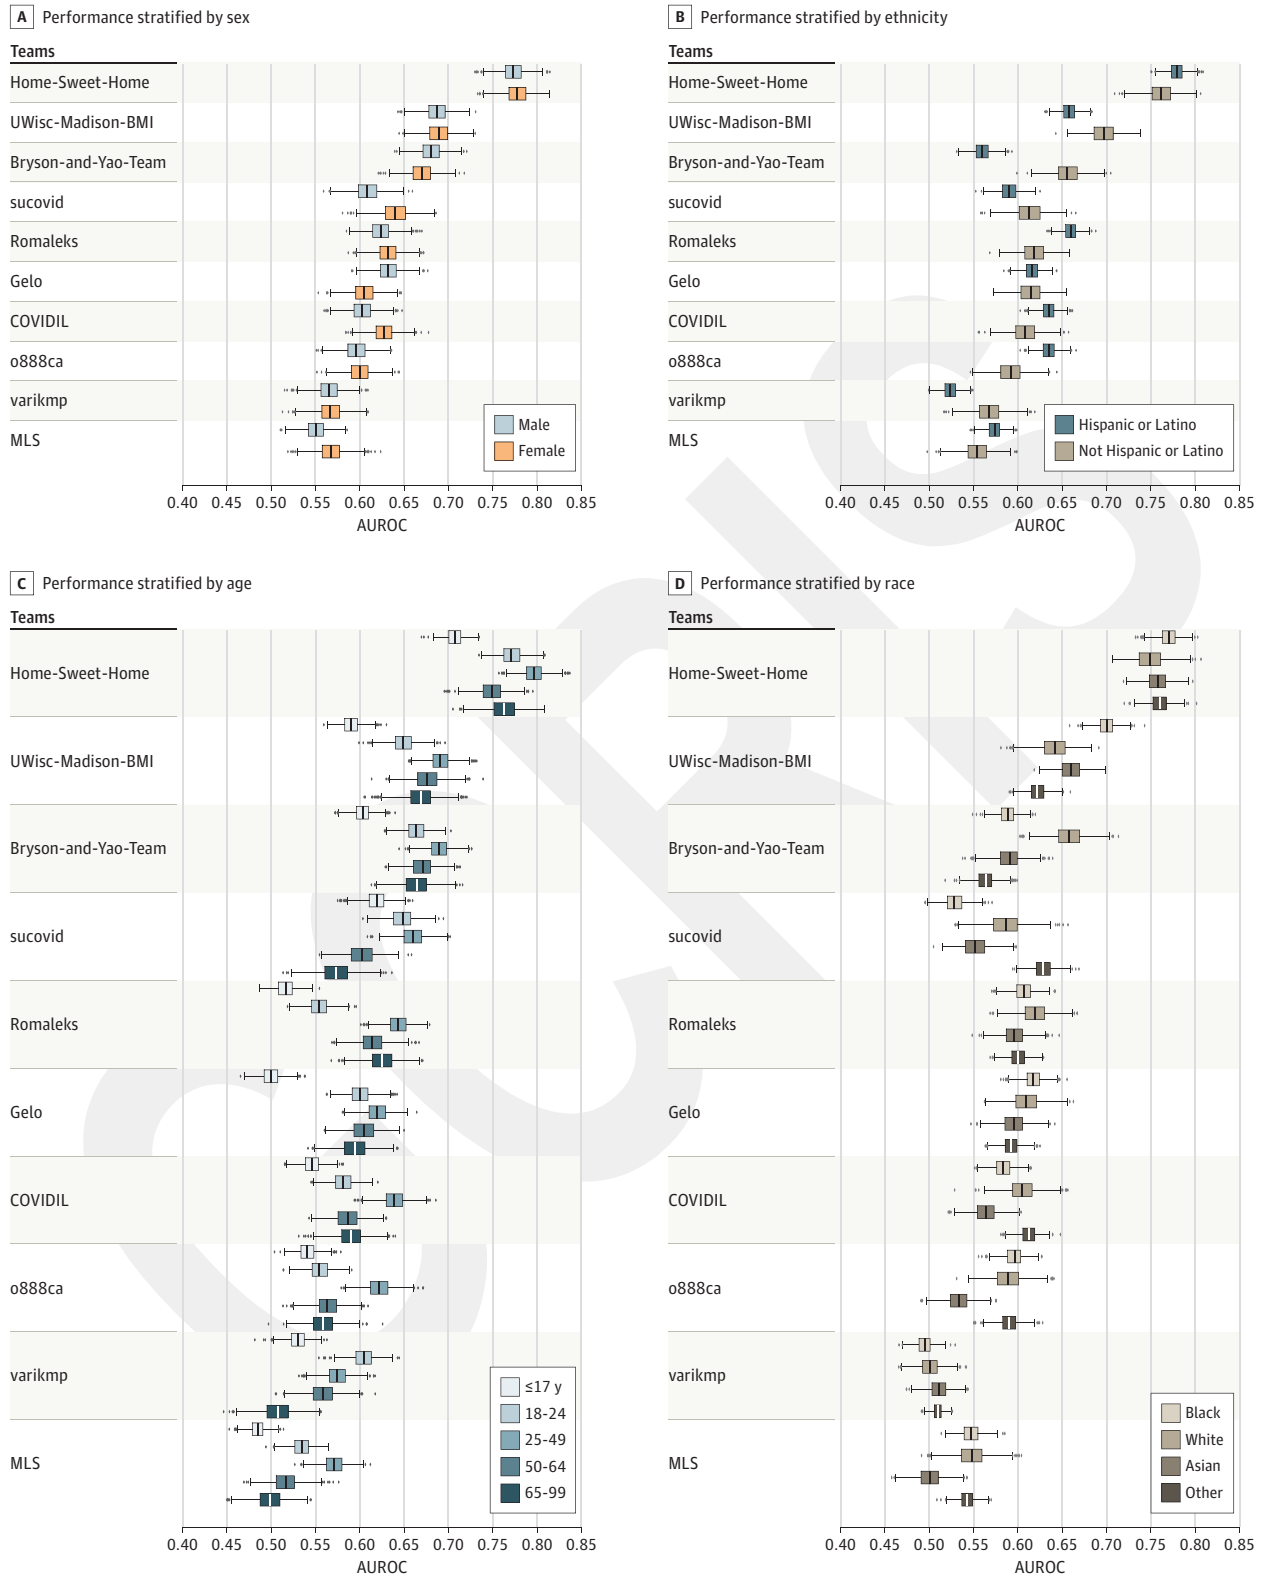 A Performance stratified by sex
Teams
Home-Sweet-Home
UWisc-Madison-BMI
Bryson-and-Yao-Team
sucovid
Romaleks
Gelo
COVIDIL
o888ca
varikmp
MLS
Male
Female
0.40 0.45 0.50 0.55 0.60 0.65 0.70 0.75 0.80 0.85
AUROC
B Performance stratified by ethnicity
Teams
Home-Sweet-Home
UWisc-Madison-BMI
Bryson-and-Yao-Team
sucovid
Romaleks
Gelo
COVIDIL
o888ca
varikmp
MLS
Hispanic or Latino
Not Hispanic or Latino
0.40 0.45 0.50 0.55 0.60 0.65 0.70 0.75 0.80 0.85
AUROC
C Performance stratified by age
Teams
Home-Sweet-Home
UWisc-Madison-BMI
Bryson-and-Yao-Team
sucovid
Romaleks
Gelo
COVIDIL
o888ca
varikmp
MLS
≤17 y
18-24
25-49
50-64
65-99
0.40 0.45 0.50 0.55 0.60 0.65 0.70 0.75 0.80 0.85
AUROC
D Performance stratified by race
Teams
Home-Sweet-Home
UWisc-Madison-BMI
Bryson-and-Yao-Team
sucovid
Romaleks
Gelo
COVIDIL
o888ca
varikmp
MLS
Black
White
Asian
Other
0.40 0.45 0.50 0.55 0.60 0.65 0.70 0.75 0.80 0.85
AUROC